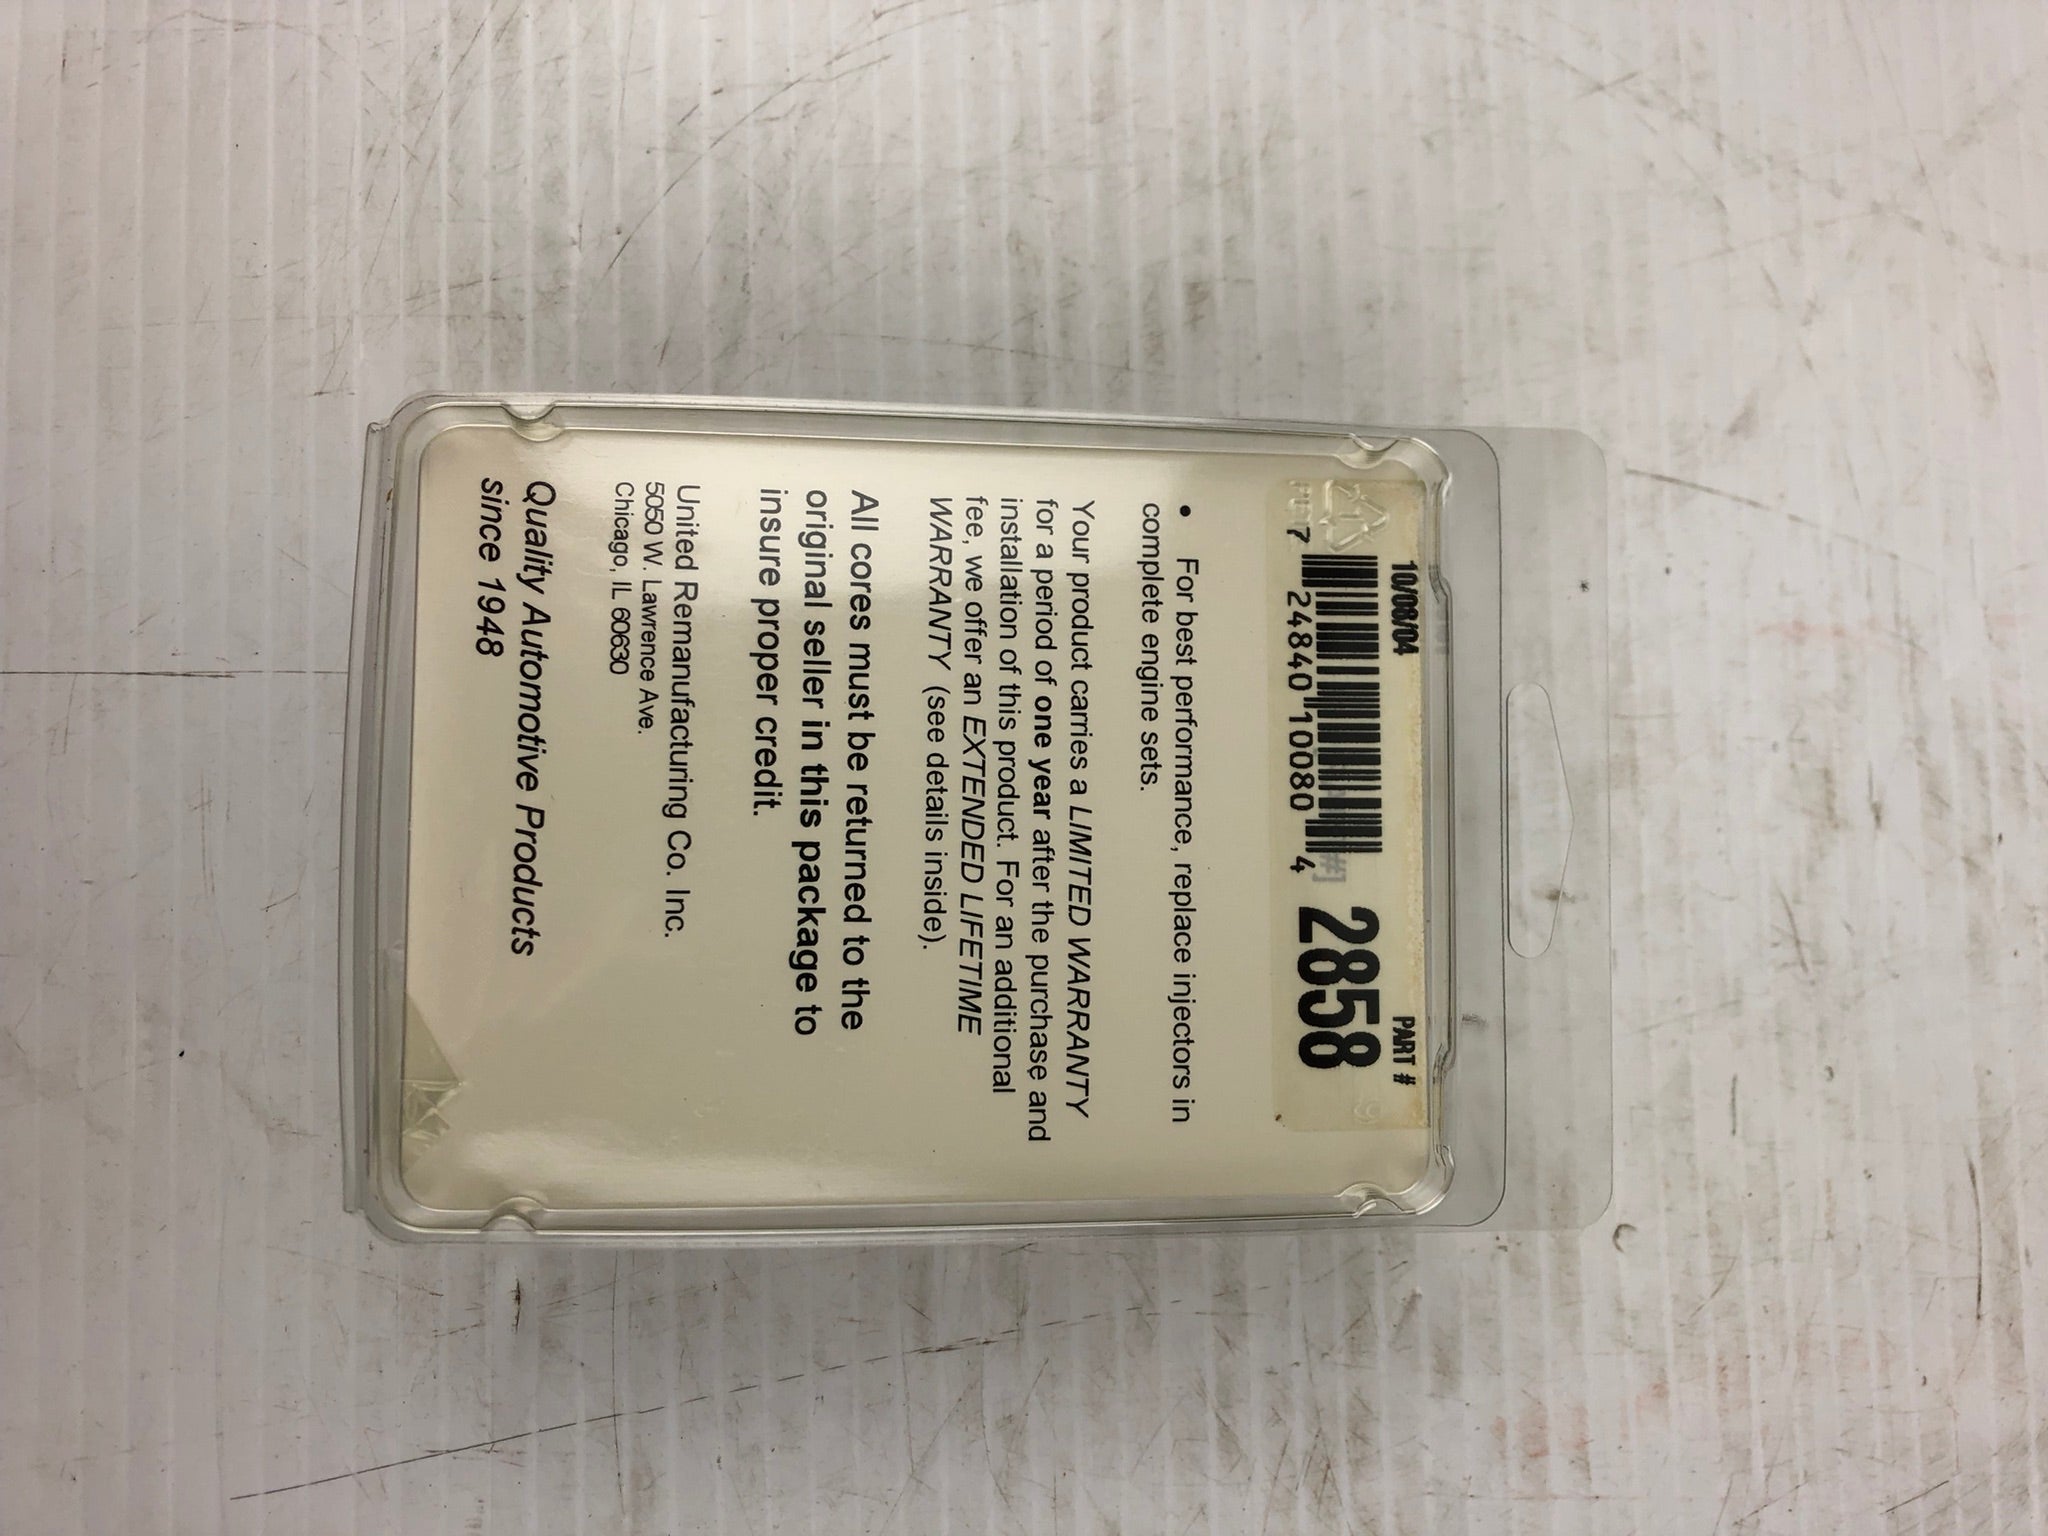 10/08/04
PART #
2858
7 24840 10080 4
• For best performance, replace injectors in
complete engine sets.
Your product carries a LIMITED WARRANTY
for a period of one year after the purchase and
installation of this product. For an additional
fee, we offer an EXTENDED LIFETIME
WARRANTY (see details inside).
All cores must be returned to the
original seller in this package to
insure proper credit.
United Remanufacturing Co. Inc.
5050 W. Lawrence Ave.
Chicago, IL 60630
Quality Automotive Products
since 1948